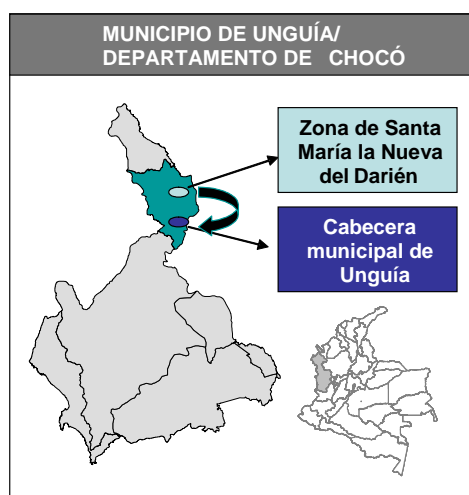 MUNICIPIO DE UNGUÍA/
DEPARTAMENTO DE CHOCÓ
Zona de Santa
María la Nueva
del Darién
Cabecera
municipal de
Unguía